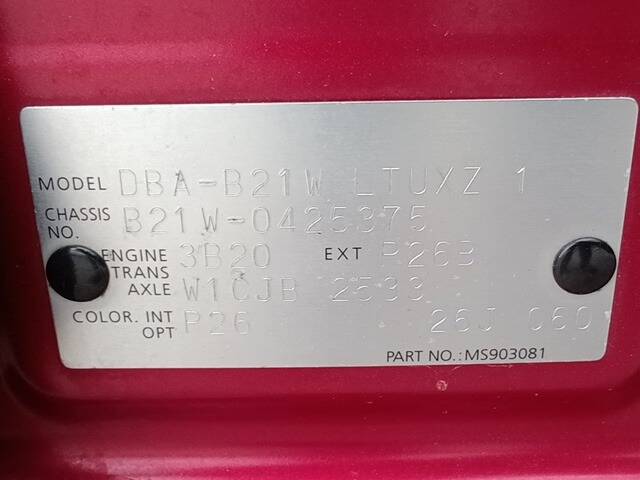 MODEL DBA-B21W LTUXZ 1
CHASSIS NO. B21W-0425375
ENGINE 3B20 EXT P26B
TRANS AXLE W1CJB 2533
COLOR. INT OPT P26 26J 060
PART NO.: MS903081